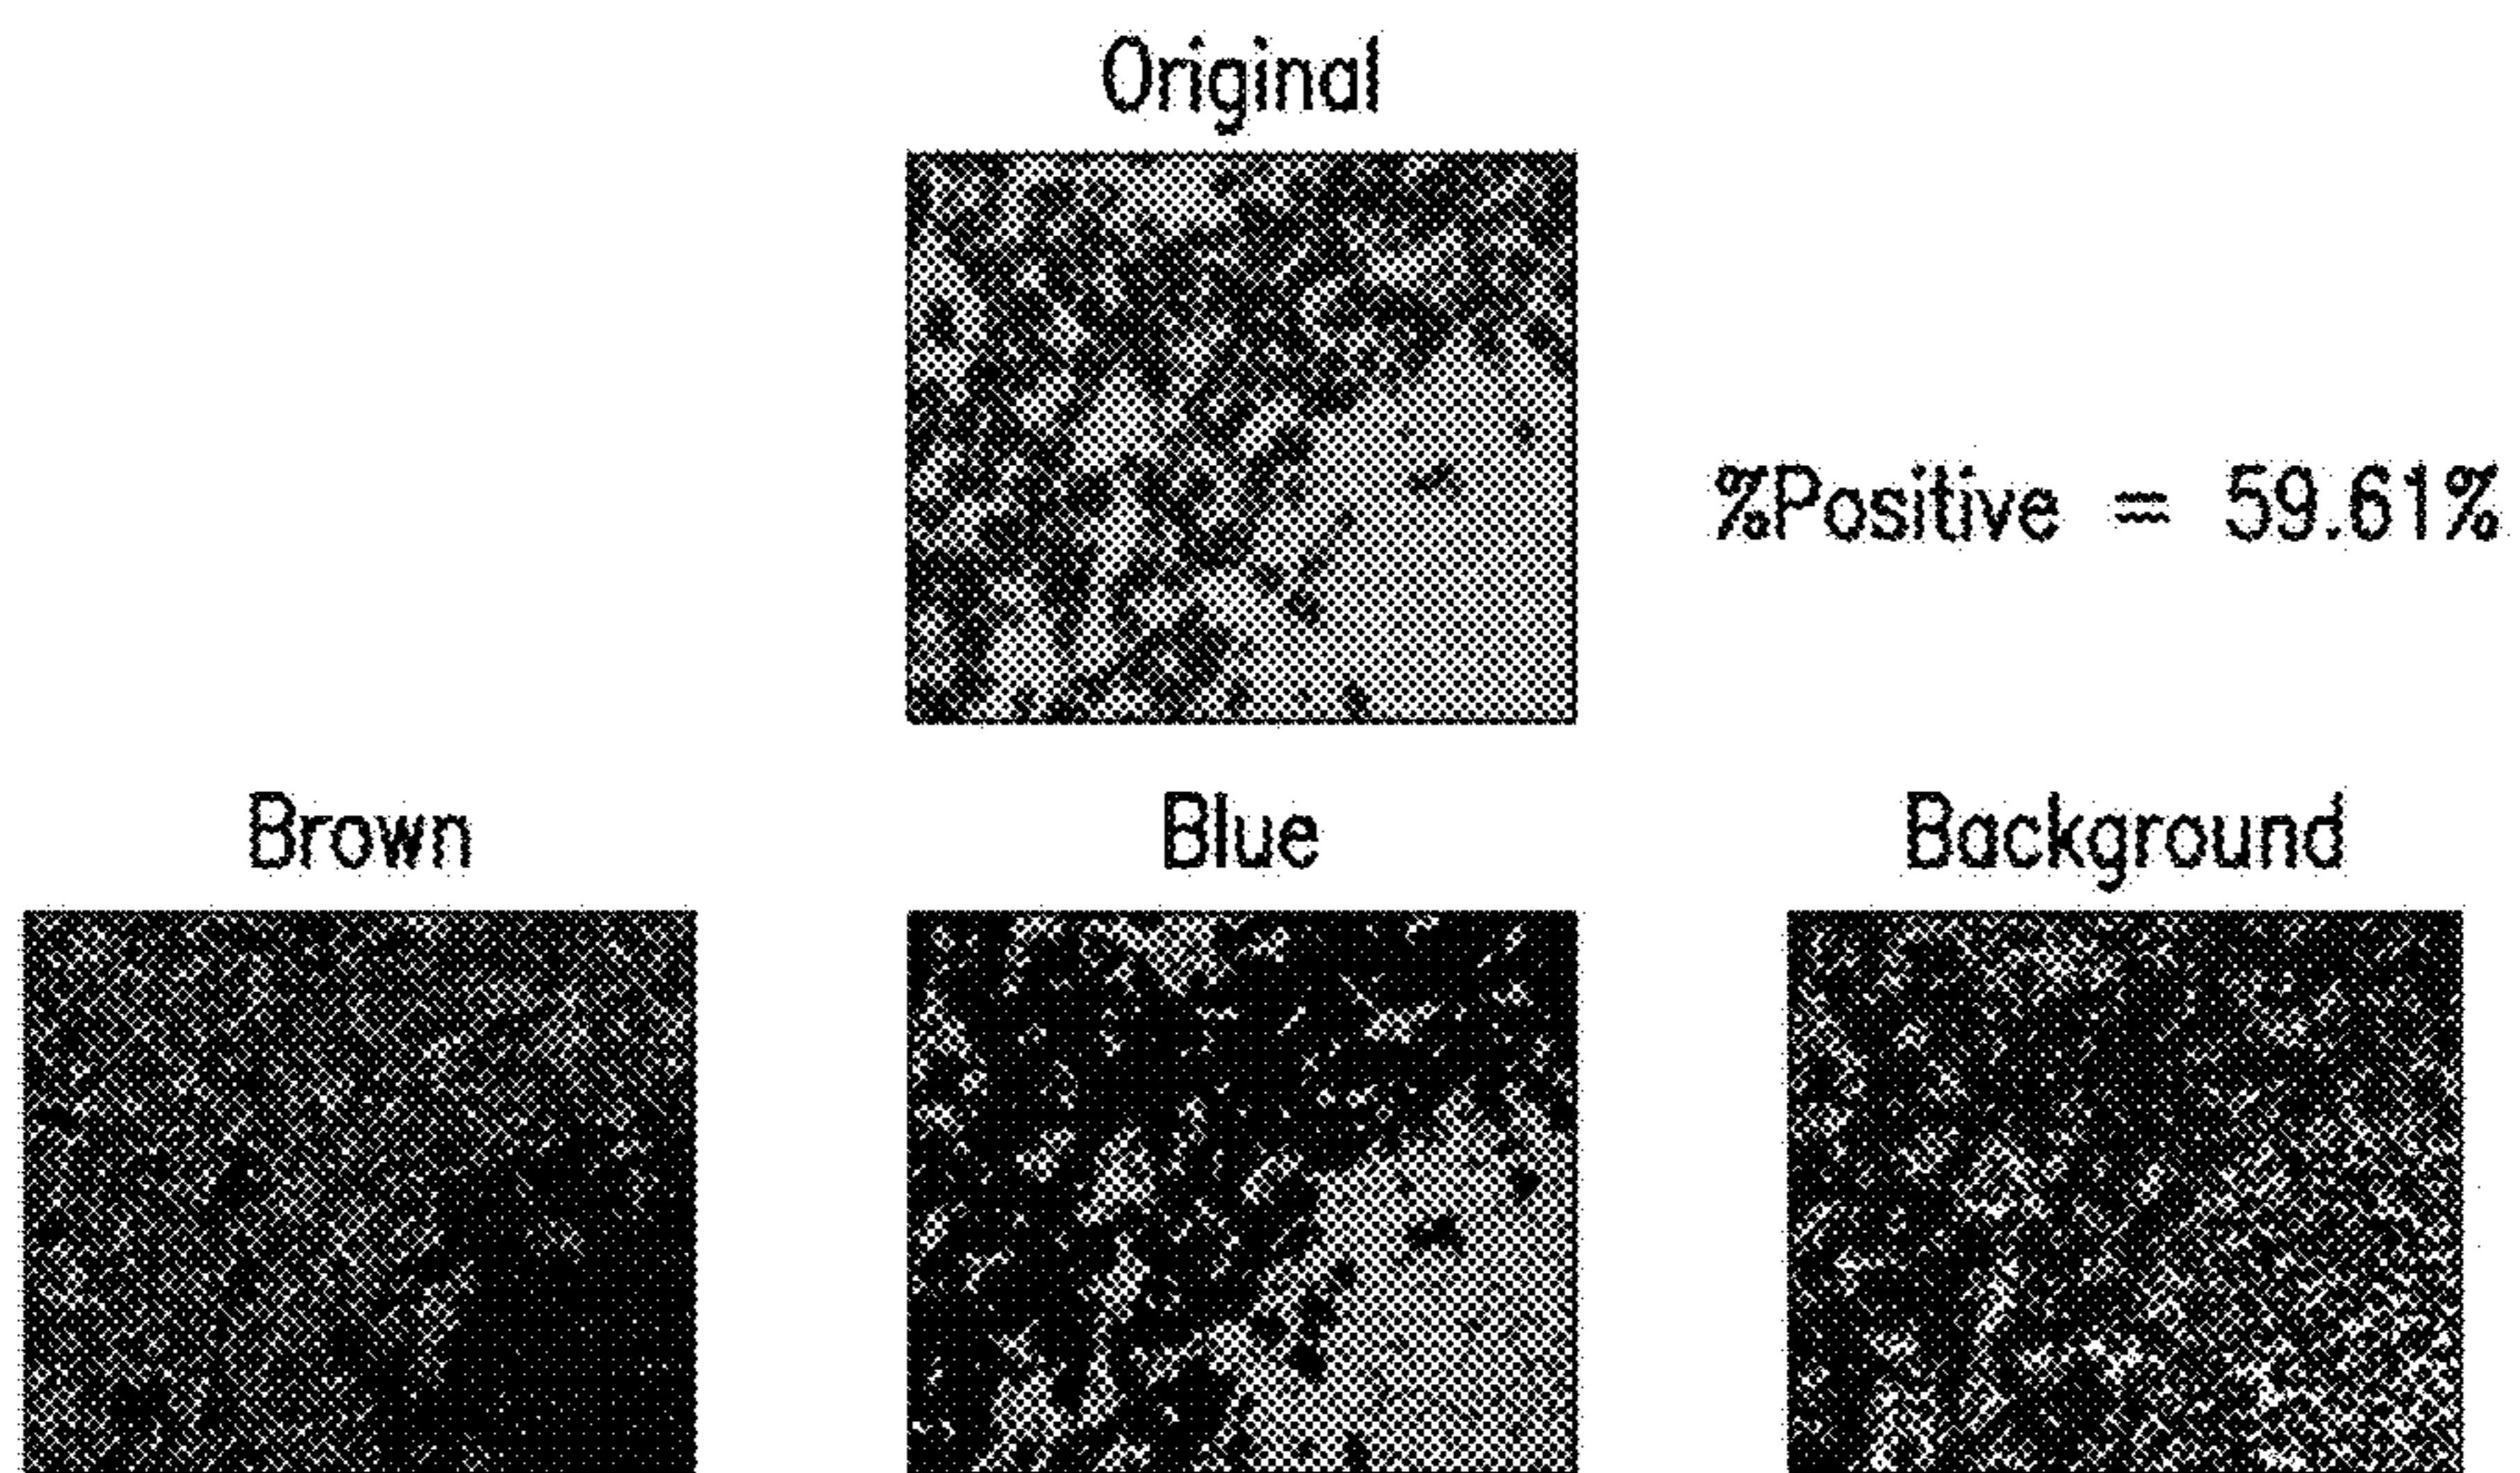 Original
%Positive = 59.61%
Brown
Blue
Background